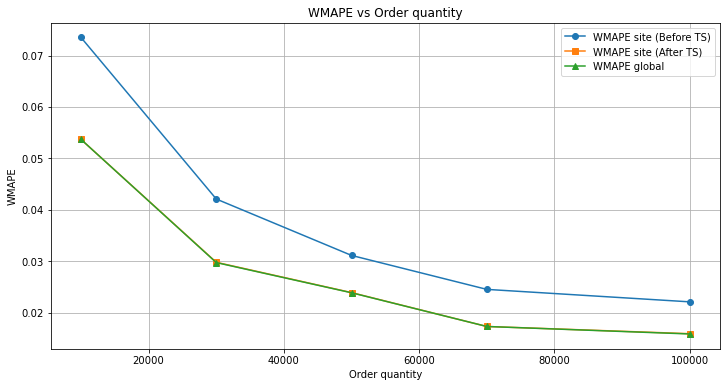 WMAPE vs Order quantity
WMAPE site (Before TS)
WMAPE site (After TS)
WMAPE global
0.07
0.06
0.05
0.04
0.03
0.02
WMAPE
20000 40000 60000 80000 100000
Order quantity